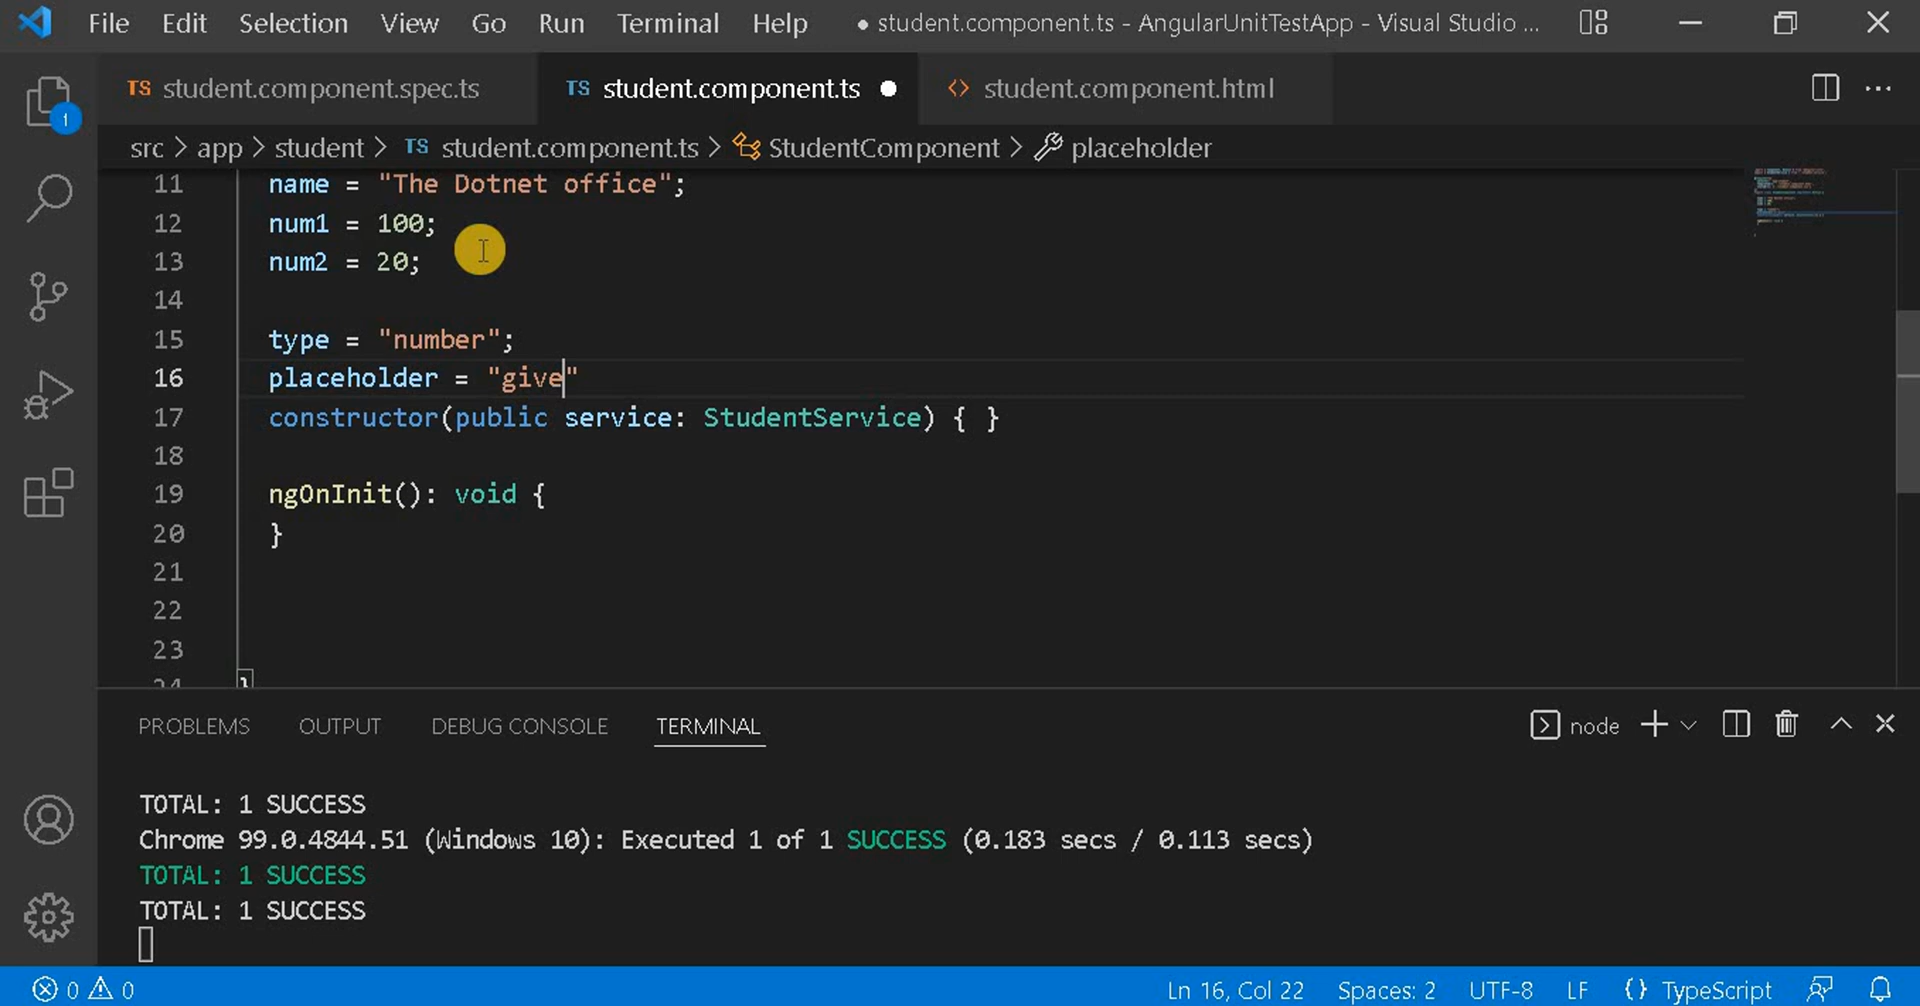 File Edit Selection View Go Run Terminal Help ● student.component.ts - AngularUnitTestApp - Visual Studio ...
TS student.component.spec.ts TS student.component.ts ● <> student.component.html ...
1
src > app > student > TS student.component.ts > StudentComponent > placeholder
11 name = "The Dotnet office";
12 num1 = 100;
13 num2 = 20;
14
15 type = "number";
16 placeholder = "give"
17 constructor(public service: StudentService) { }
18
19 ngOnInit(): void {
20 }
21
22
23
24 }
PROBLEMS OUTPUT DEBUG CONSOLE TERMINAL node
TOTAL: 1 SUCCESS
Chrome 99.0.4844.51 (Windows 10): Executed 1 of 1 SUCCESS (0.183 secs / 0.113 secs)
TOTAL: 1 SUCCESS
TOTAL: 1 SUCCESS
0 0 Ln 16, Col 22 Spaces: 2 UTF-8 LF {} TypeScript